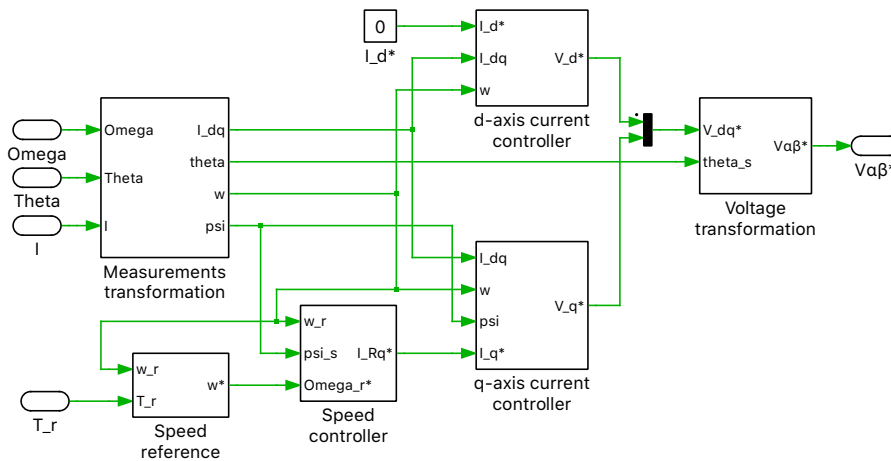 0
I_d*
I_d*
I_dq
w
V_d*
d-axis current
controller
Omega
Theta
I
Omega
Theta
I
I_dq
theta
w
psi
Measurements
transformation
V_dq*
theta_s
Vαβ*
Voltage
transformation
Vαβ*
I_dq
w
psi
I_q*
V_q*
q-axis current
controller
w_r
psi_s
Omega_r*
I_Rq*
Speed
controller
w_r
T_r
w*
Speed
reference
T_r